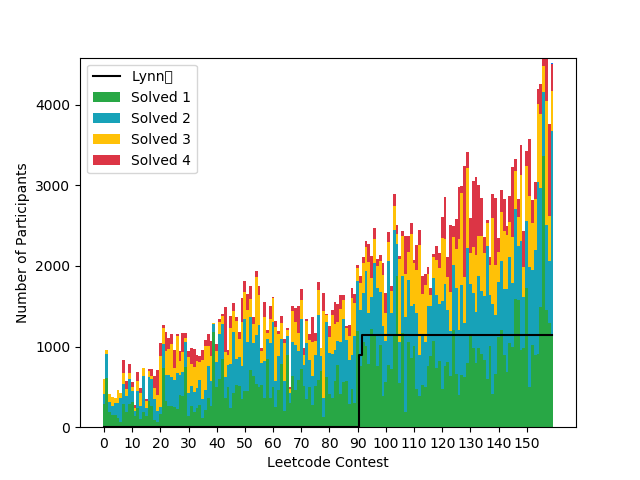 Lynn
Solved 1
Solved 2
Solved 3
Solved 4
Number of Participants
4000
3000
2000
1000
0
0 10 20 30 40 50 60 70 80 90 100 110 120 130 140 150
Leetcode Contest